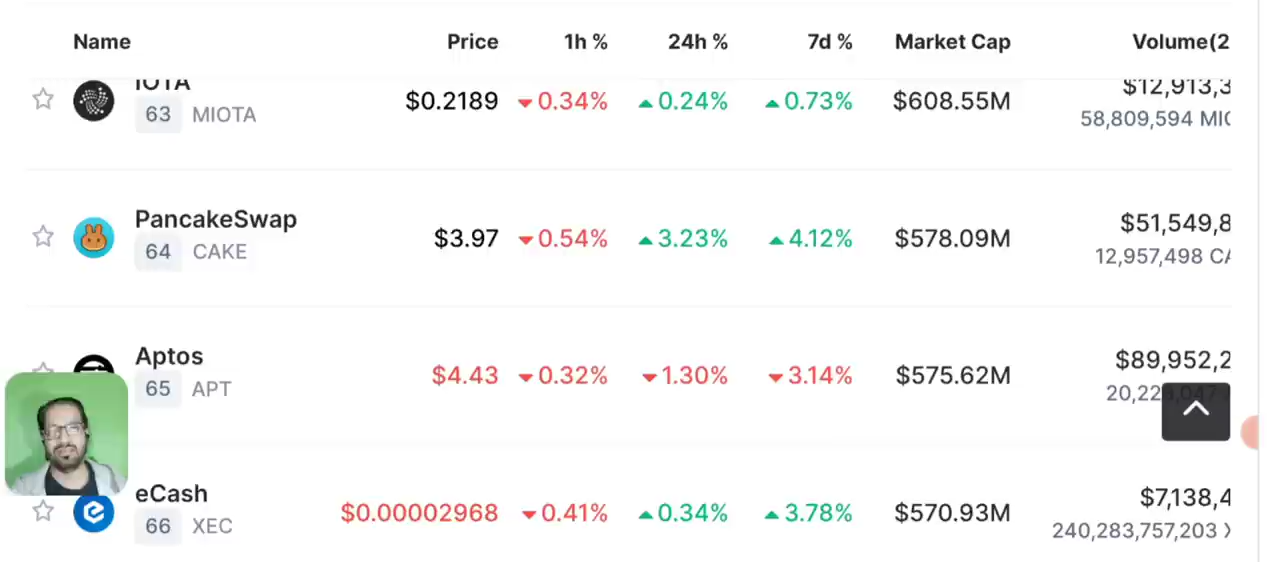 Name Price 1h % 24h % 7d % Market Cap Volume(2
IOTA $12,913,3
$0.2189 0.34% 0.24% 0.73% $608.55M
63 MIOTA 58,809,594 MIO
PancakeSwap $51,549,8
$3.97 0.54% 3.23% 4.12% $578.09M
64 CAKE 12,957,498 CA
Aptos $89,952,2
$4.43 0.32% 1.30% 3.14% $575.62M
65 APT
eCash $7,138,4
$0.00002968 0.41% 0.34% 3.78% $570.93M
66 XEC 240,283,757,203